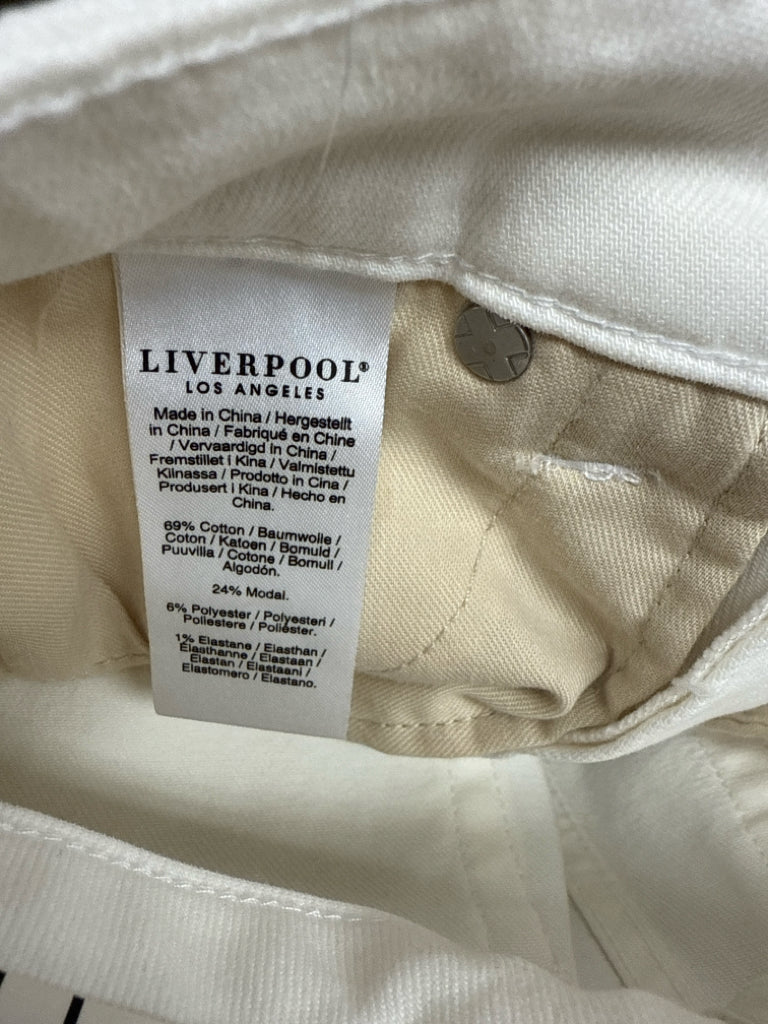 LIVERPOOL®
LOS ANGELES
Made in China / Hergestellt
in China / Fabriqué en Chine
/ Vervaardigd in China /
Fremstillet i Kina / Valmistettu
Kiinassa / Prodotto in Cina /
Produsert i Kina / Hecho en
China.
69% Cotton / Baumwolle /
Coton / Katoen / Bomuld /
Puuvilla / Cotone / Bomull /
Algodón.
24% Modal.
6% Polyester / Polyesteri /
Poliestere / Poliéster.
1% Elastane / Elasthan /
Élasthanne / Elastaan /
Elastan / Elastaani /
Elastomero / Elastano.